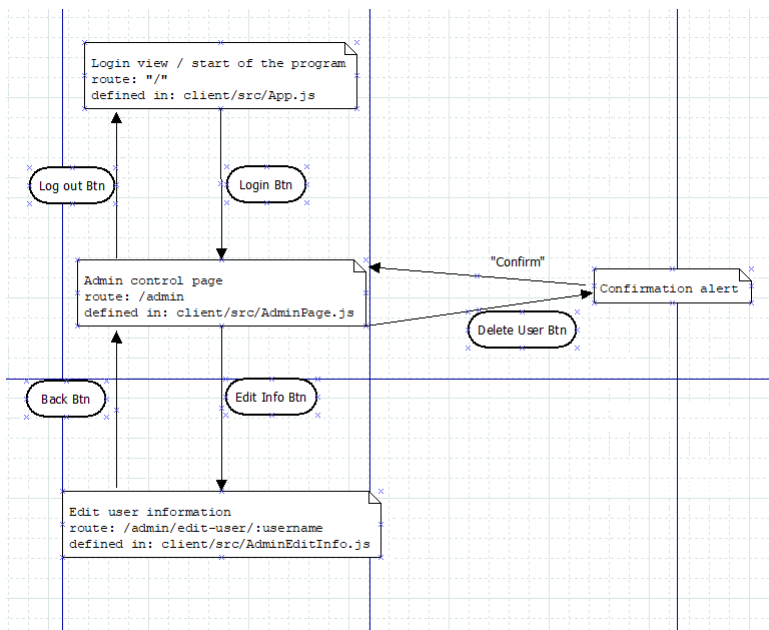 Login view / start of the program
route: "/"
defined in: client/src/App.js
Log out Btn
Login Btn
"Confirm"
Admin control page
route: /admin
defined in: client/src/AdminPage.js
Confirmation alert
Delete User Btn
Back Btn
Edit Info Btn
Edit user information
route: /admin/edit-user/:username
defined in: client/src/AdminEditInfo.js